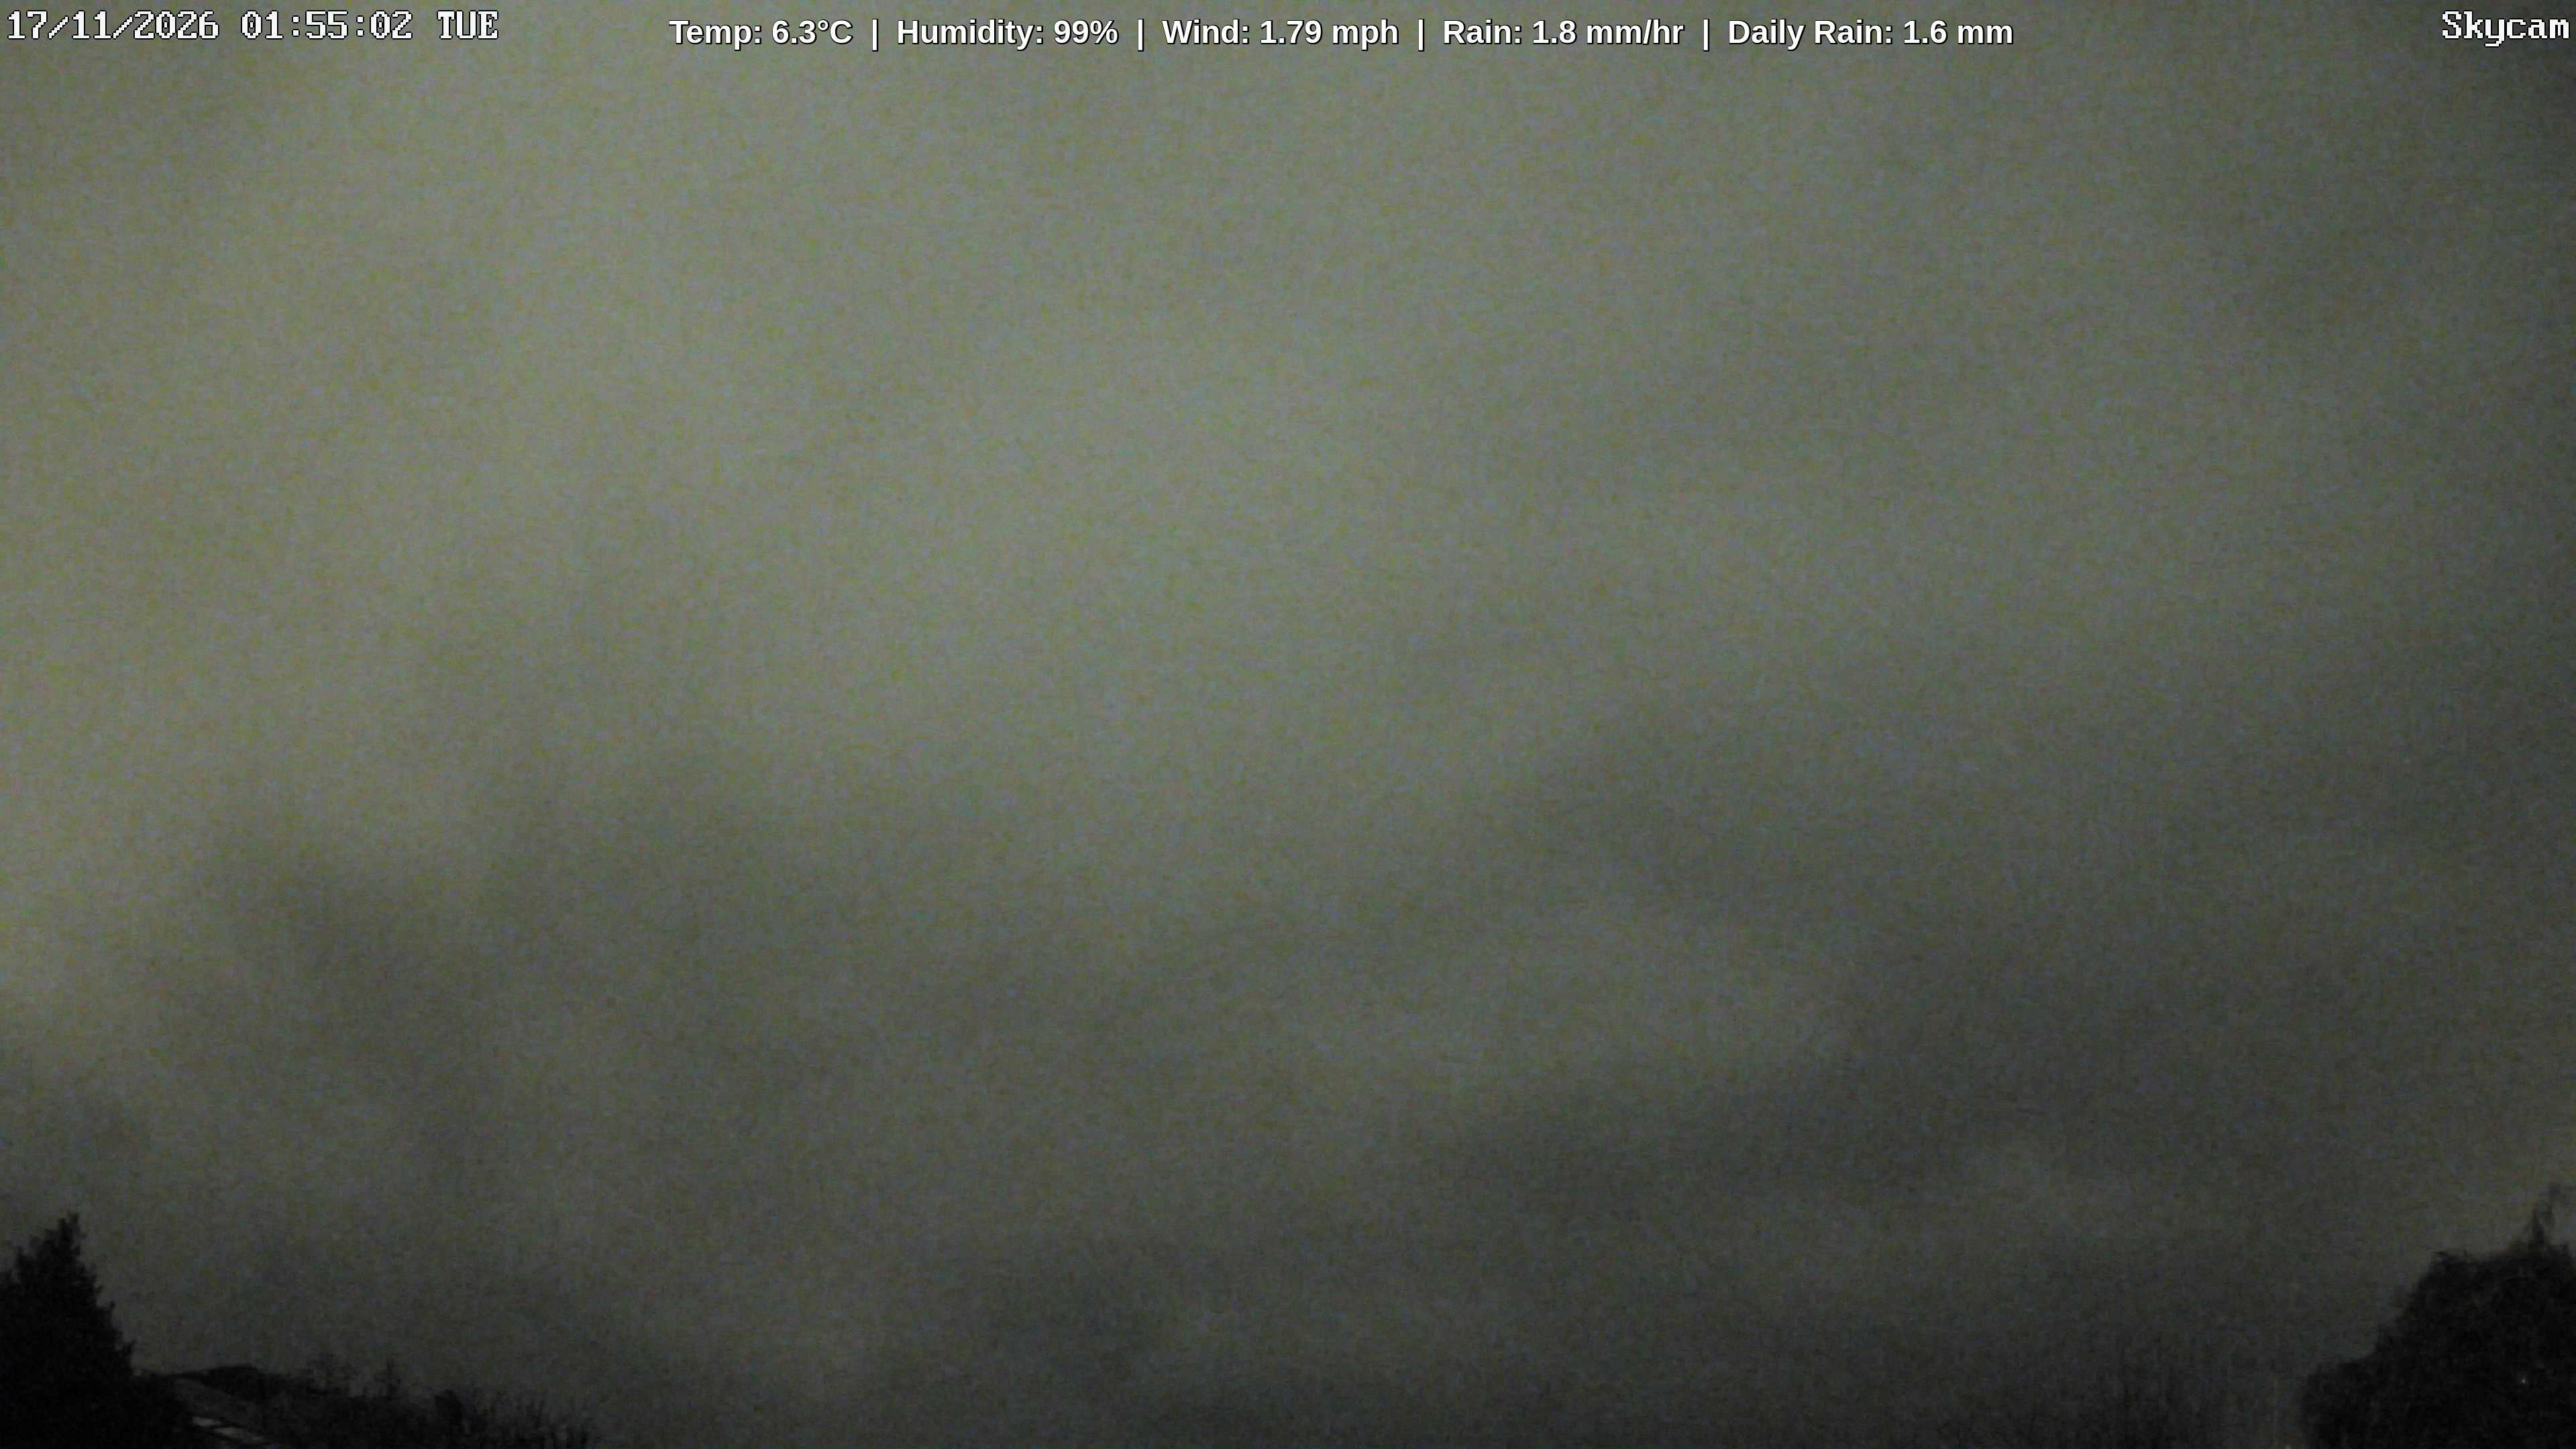 17/11/2026 01:55:02 TUE
Temp: 6.3°C | Humidity: 99% | Wind: 1.79 mph | Rain: 1.8 mm/hr | Daily Rain: 1.6 mm
Skycam